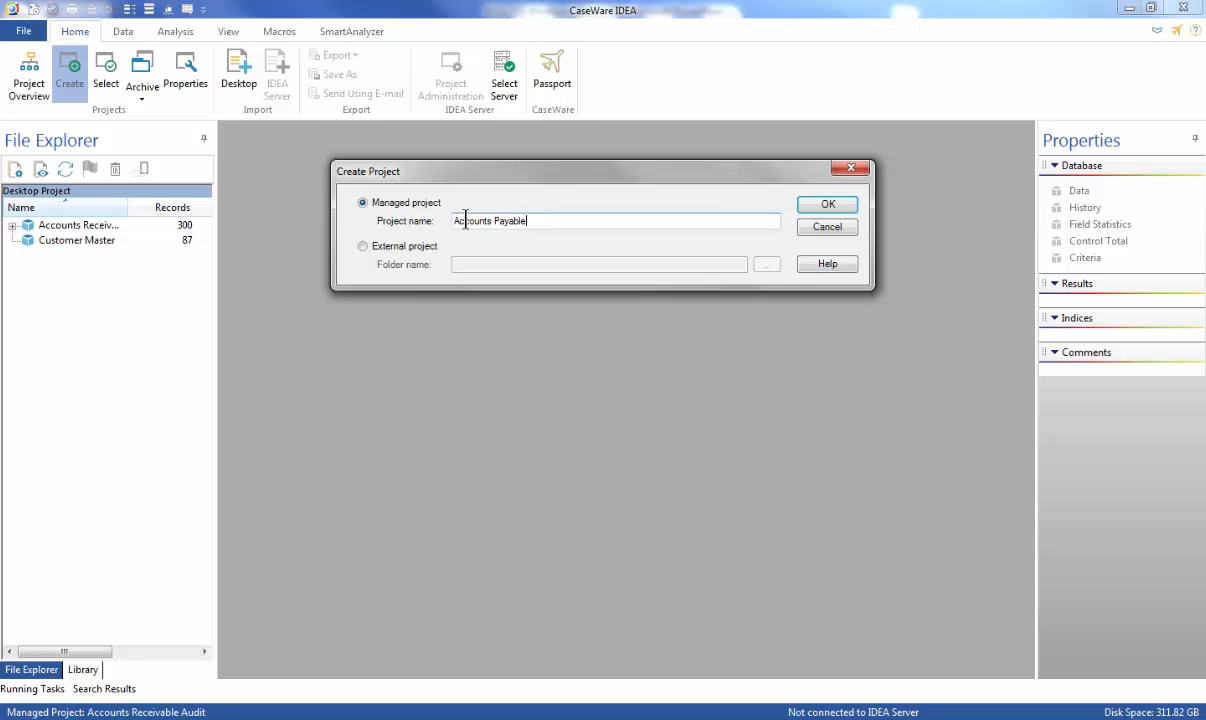 CaseWare IDEA
File Home Data Analysis View Macros SmartAnalyzer
Project Overview
Create
Select
Archive
Properties
Projects
Desktop
IDEA Server
Import
Export
Save As
Send Using E-mail
Export
Project Administration
Select Server
IDEA Server
Passport
CaseWare
File Explorer
Desktop Project
Name Records
Accounts Receiv... 300
Customer Master 87
Create Project
Managed project
Project name: Accounts Payable
External project
Folder name: ...
OK
Cancel
Help
Properties
Database
Data
History
Field Statistics
Control Total
Criteria
Results
Indices
Comments
File Explorer Library
Running Tasks Search Results
Managed Project: Accounts Receivable Audit Not connected to IDEA Server Disk Space: 311.82 GB